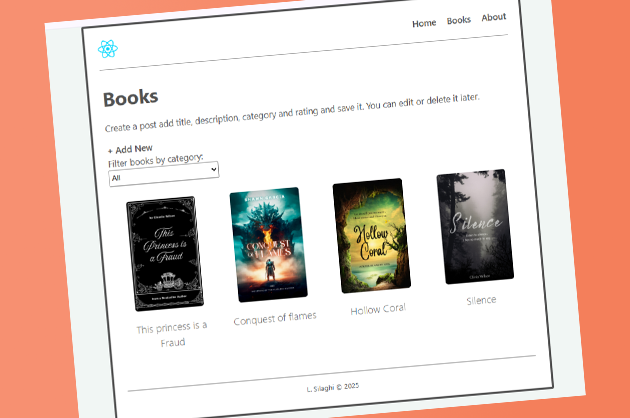 Home Books About
Books
Create a post add title, description, category and rating and save it. You can edit or delete it later.
+ Add New
Filter books by category:
All
This
Princess is
a Fraud
CONQUEST
OF FLAMES
Hollow
Coral
Silence
This princess is a
Fraud
Conquest of flames
Hollow Coral
Silence
L. Silaghi © 2025